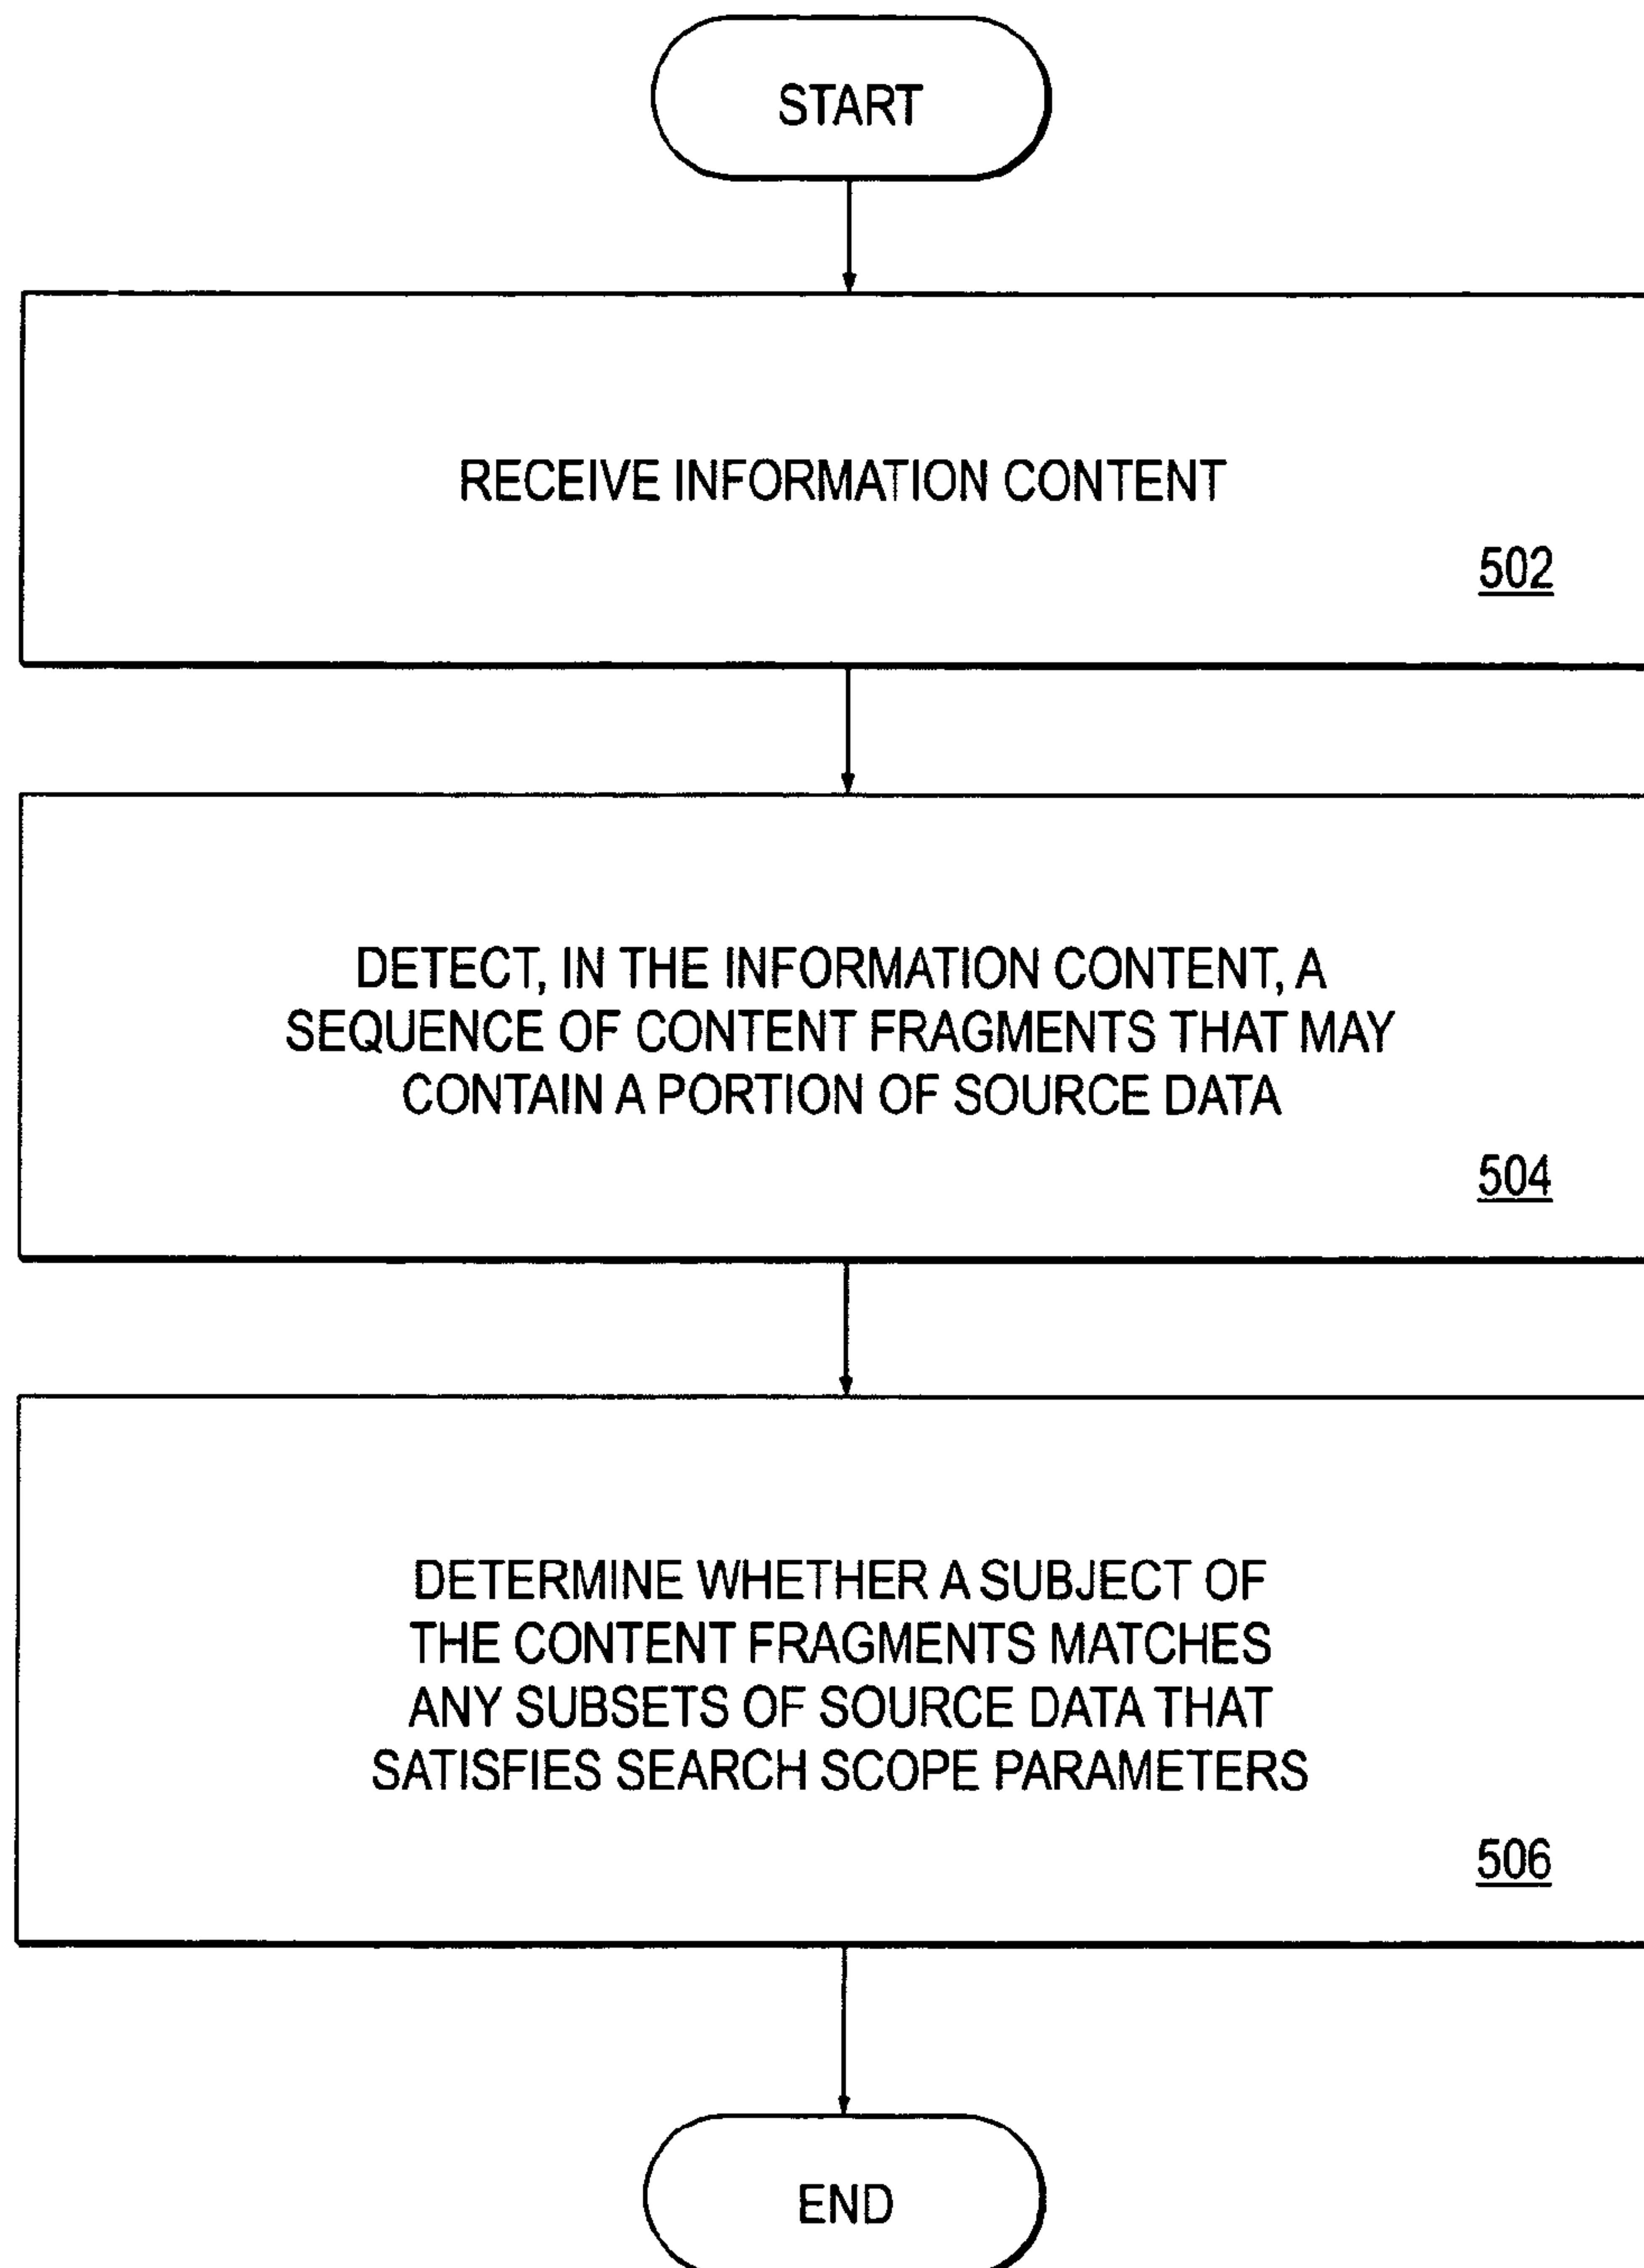 START
RECEIVE INFORMATION CONTENT
502
DETECT, IN THE INFORMATION CONTENT, A
SEQUENCE OF CONTENT FRAGMENTS THAT MAY
CONTAIN A PORTION OF SOURCE DATA
504
DETERMINE WHETHER A SUBJECT OF
THE CONTENT FRAGMENTS MATCHES
ANY SUBSETS OF SOURCE DATA THAT
SATISFIES SEARCH SCOPE PARAMETERS
506
END